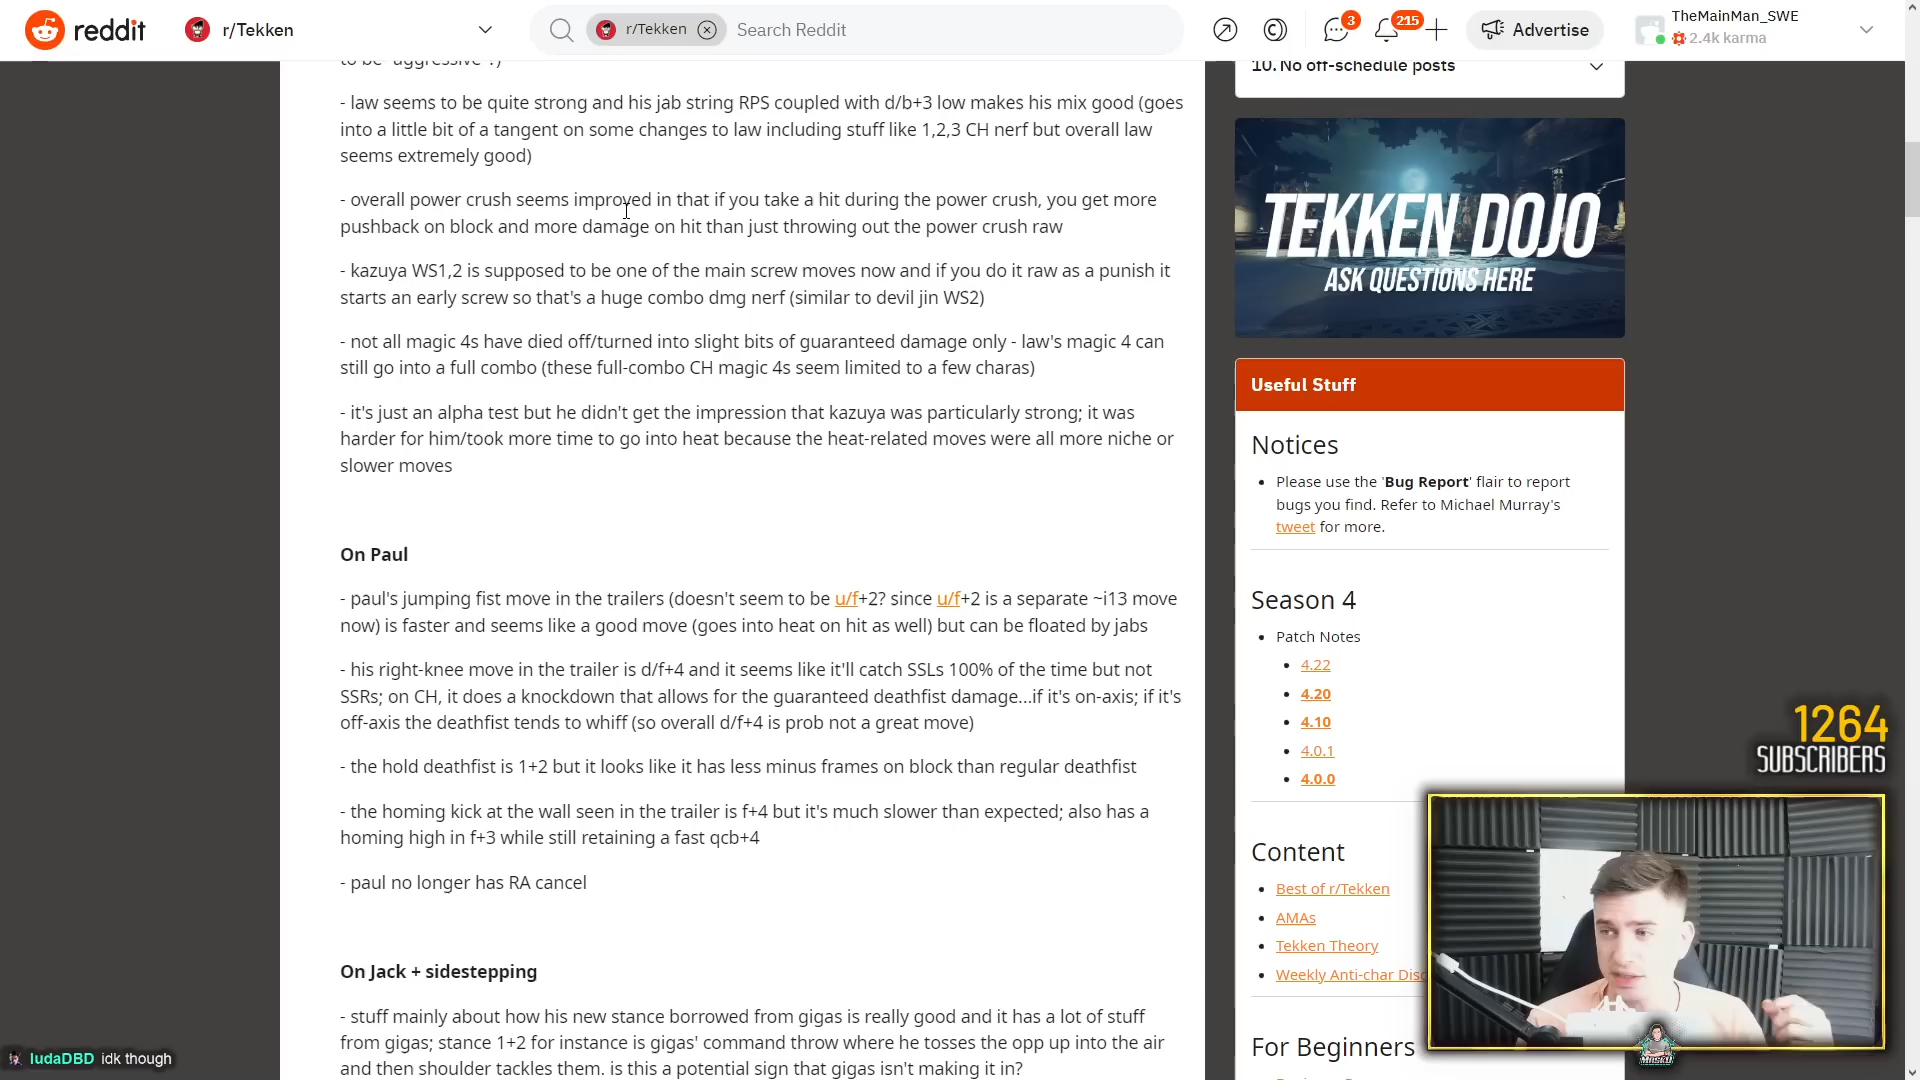 reddit
r/Tekken
r/Tekken
Search Reddit
3
215
Advertise
TheMainMan_SWE
2.4k karma
to be "aggressive"?)
- law seems to be quite strong and his jab string RPS coupled with d/b+3 low makes his mix good (goes
into a little bit of a tangent on some changes to law including stuff like 1,2,3 CH nerf but overall law
seems extremely good)
- overall power crush seems improved in that if you take a hit during the power crush, you get more
pushback on block and more damage on hit than just throwing out the power crush raw
- kazuya WS1,2 is supposed to be one of the main screw moves now and if you do it raw as a punish it
starts an early screw so that's a huge combo dmg nerf (similar to devil jin WS2)
- not all magic 4s have died off/turned into slight bits of guaranteed damage only - law's magic 4 can
still go into a full combo (these full-combo CH magic 4s seem limited to a few charas)
- it's just an alpha test but he didn't get the impression that kazuya was particularly strong; it was
harder for him/took more time to go into heat because the heat-related moves were all more niche or
slower moves
On Paul
- paul's jumping fist move in the trailers (doesn't seem to be u/f+2? since u/f+2 is a separate ~i13 move
now) is faster and seems like a good move (goes into heat on hit as well) but can be floated by jabs
- his right-knee move in the trailer is d/f+4 and it seems like it'll catch SSLs 100% of the time but not
SSRs; on CH, it does a knockdown that allows for the guaranteed deathfist damage...if it's on-axis; if it's
off-axis the deathfist tends to whiff (so overall d/f+4 is prob not a great move)
- the hold deathfist is 1+2 but it looks like it has less minus frames on block than regular deathfist
- the homing kick at the wall seen in the trailer is f+4 but it's much slower than expected; also has a
homing high in f+3 while still retaining a fast qcb+4
- paul no longer has RA cancel
On Jack + sidestepping
- stuff mainly about how his new stance borrowed from gigas is really good and it has a lot of stuff
from gigas; stance 1+2 for instance is gigas' command throw where he tosses the opp up into the air
and then shoulder tackles them. is this a potential sign that gigas isn't making it in?
10. No off-schedule posts
TEKKEN DOJO
ASK QUESTIONS HERE
Useful Stuff
Notices
Please use the 'Bug Report' flair to report
bugs you find. Refer to Michael Murray's
tweet for more.
Season 4
Patch Notes
4.22
4.20
4.10
4.0.1
4.0.0
Content
Best of r/Tekken
AMAs
Tekken Theory
Weekly Anti-char Disc
For Beginners
1264
SUBSCRIBERS
ludaDBD idk though